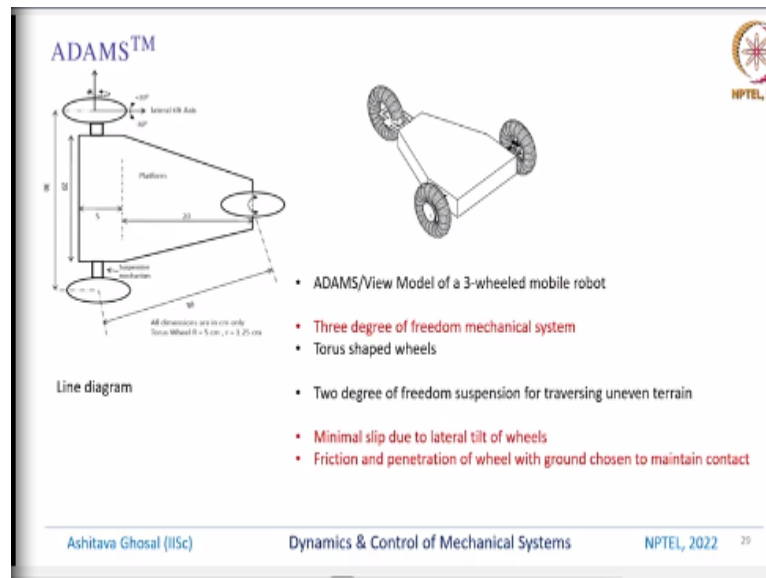 ADAMS™
NPTEL,
lateral tilt Axis
Platform
5
20
Suspension
mechanism
All dimensions are in cm only
Torus Wheel R = 5 cm , r = 1.25 cm
Line diagram
• ADAMS/View Model of a 3-wheeled mobile robot
• Three degree of freedom mechanical system
• Torus shaped wheels
• Two degree of freedom suspension for traversing uneven terrain
• Minimal slip due to lateral tilt of wheels
• Friction and penetration of wheel with ground chosen to maintain contact
Ashitava Ghosal (IISc)
Dynamics & Control of Mechanical Systems
NPTEL, 2022
29